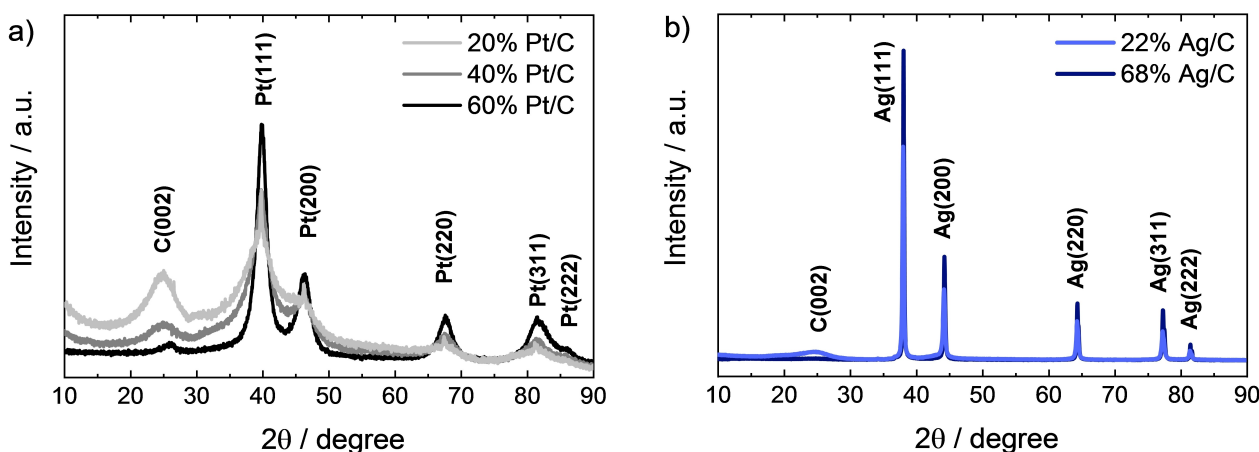 a)
20% Pt/C
40% Pt/C
60% Pt/C
C(002)
Pt(111)
Pt(200)
Pt(220)
Pt(311)
Pt(222)
Intensity / a.u.
10 20 30 40 50 60 70 80 90
2θ / degree
b)
22% Ag/C
68% Ag/C
C(002)
Ag(111)
Ag(200)
Ag(220)
Ag(311)
Ag(222)
Intensity / a.u.
10 20 30 40 50 60 70 80 90
2θ / degree